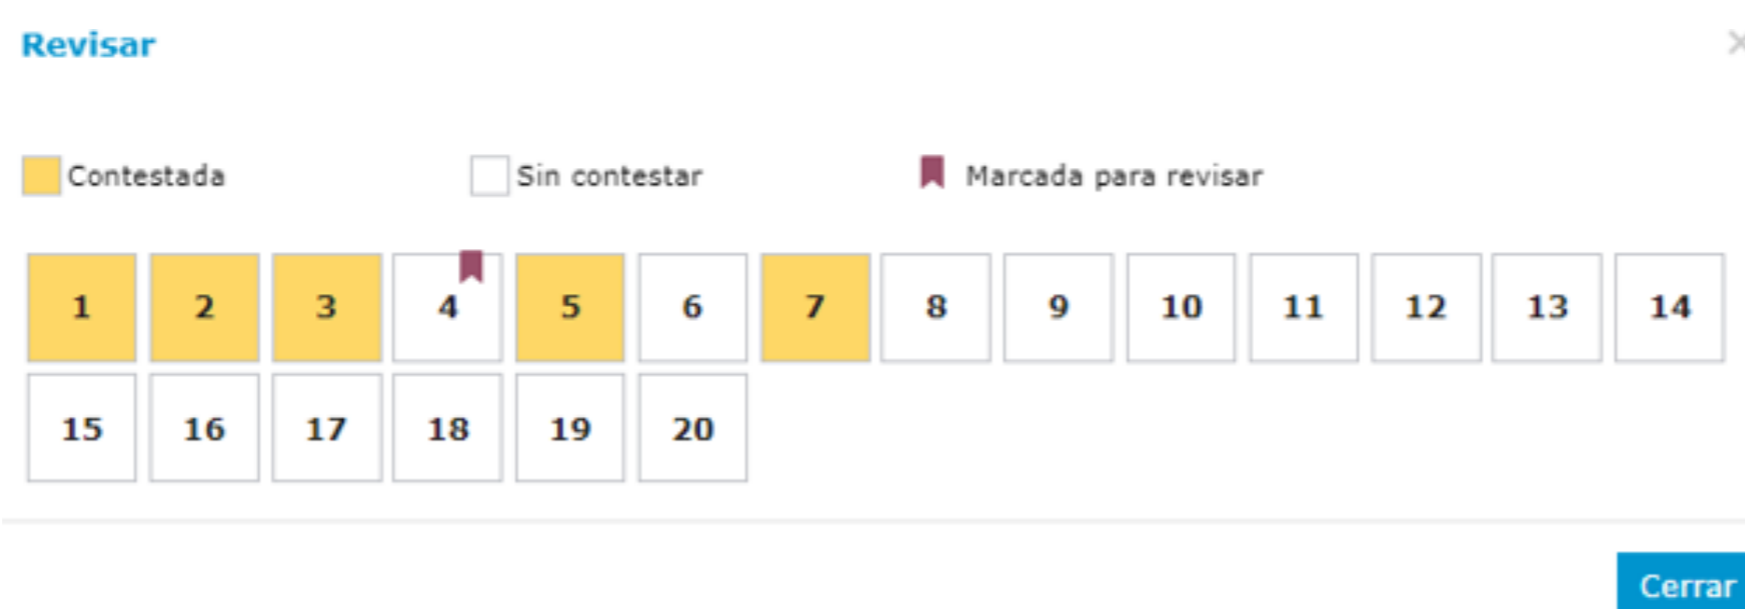 Revisar
Contestada Sin contestar Marcada para revisar
1 2 3 4 5 6 7 8 9 10 11 12 13 14
15 16 17 18 19 20
Cerrar